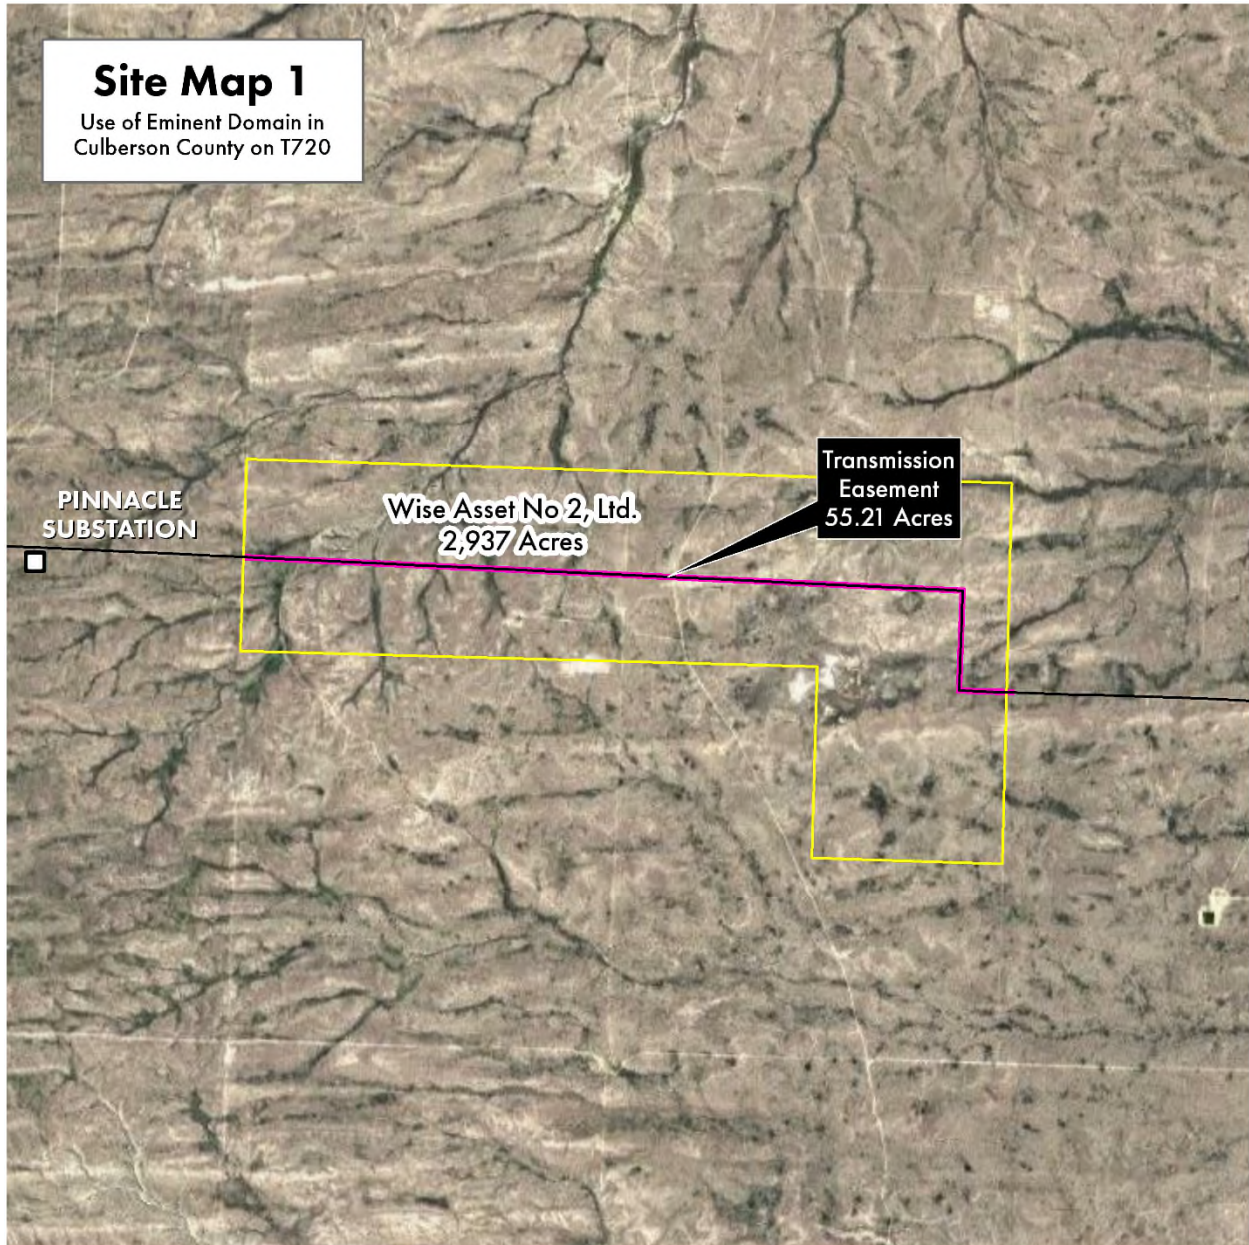 Site Map 1
Use of Eminent Domain in
Culberson County on T720
Transmission
Easement
55.21 Acres
PINNACLE
SUBSTATION
Wise Asset No 2, Ltd.
2,937 Acres